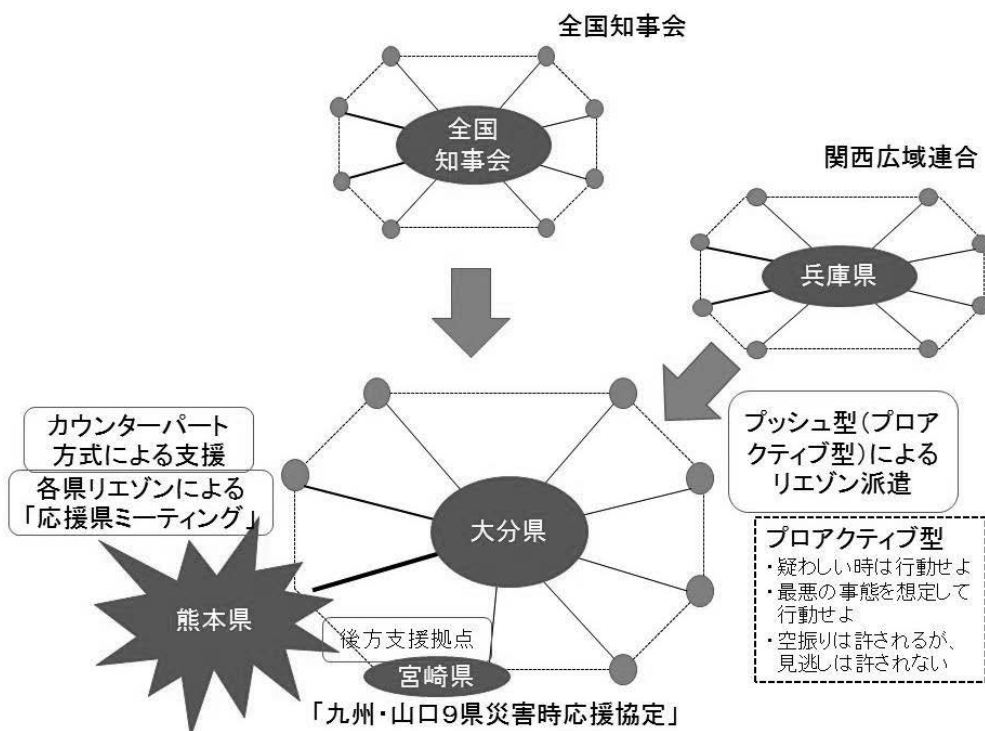 全国知事会
全国
知事会
関西広域連合
兵庫県
カウンターパート
方式による支援
各県リエゾンによる
「応援県ミーティング」
プッシュ型(プロア
クティブ型)による
リエゾン派遣
大分県
プロアクティブ型
・疑わしい時は行動せよ
・最悪の事態を想定して
行動せよ
・空振りは許されるが、
見逃しは許されない
熊本県
後方支援拠点
宮崎県
「九州・山口9県災害時応援協定」